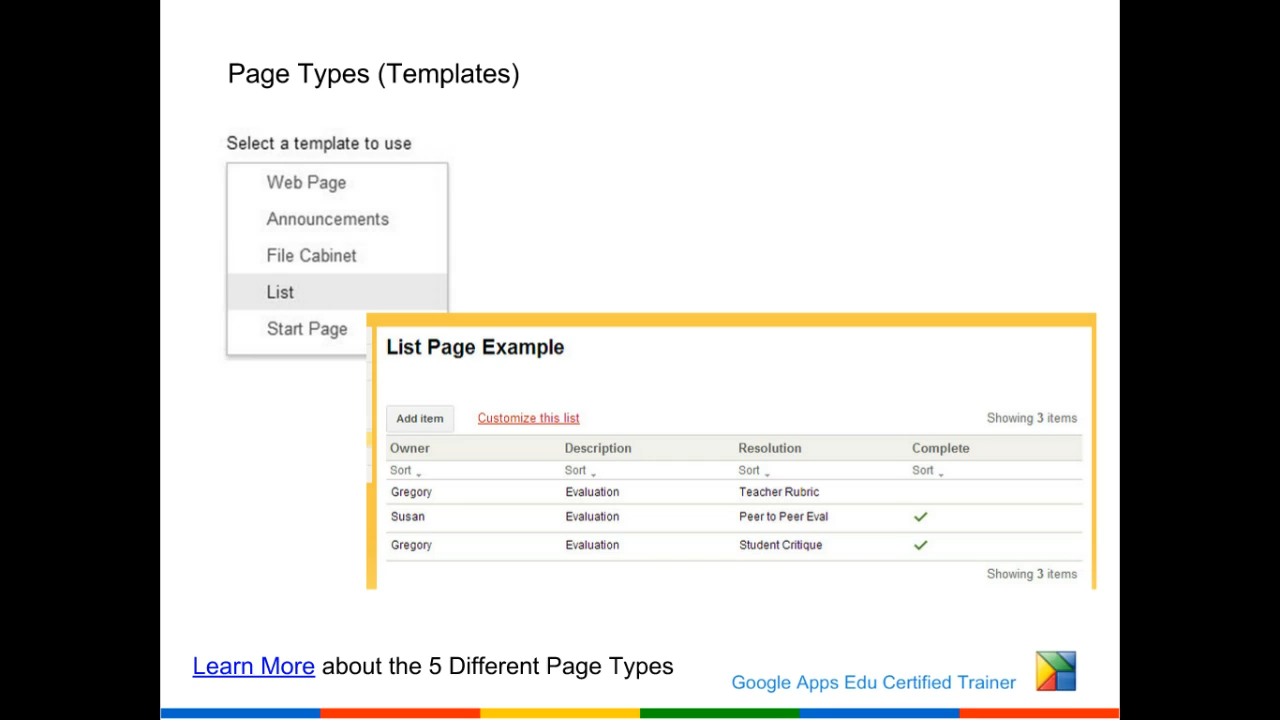 Page Types (Templates)
Select a template to use
Web Page
Announcements
File Cabinet
List
Start Page
List Page Example
Add item Customize this list Showing 3 items
Owner Description Resolution Complete
Sort Sort Sort Sort
Gregory Evaluation Teacher Rubric
Susan Evaluation Peer to Peer Eval
Gregory Evaluation Student Critique
Showing 3 items
Learn More about the 5 Different Page Types
Google Apps Edu Certified Trainer